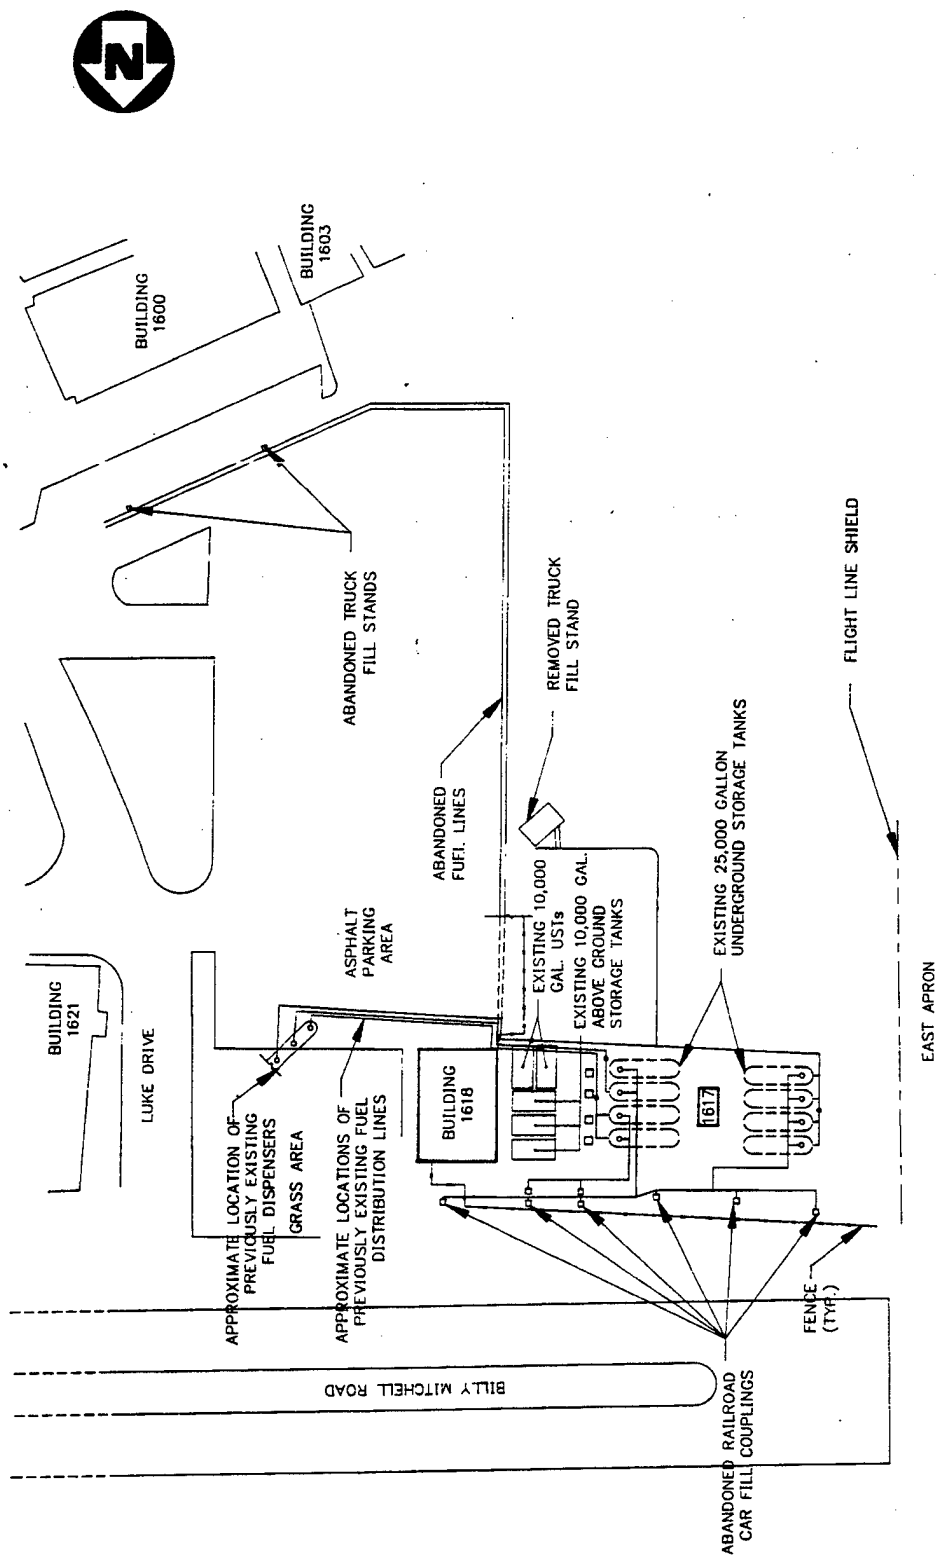 N
BUILDING
1603
BUILDING
1600
ABANDONED TRUCK
FILL STANDS
REMOVED TRUCK
FILL STAND
FLIGHT LINE SHIELD
ABANDONED
FUEL LINES
EXISTING 25,000 GALLON
UNDERGROUND STORAGE TANKS
EXISTING 10,000
GAL. USTs
EXISTING 10,000 GAL.
ABOVE GROUND
STORAGE TANKS
ASPHALT
PARKING
AREA
BUILDING
1621
LUKE DRIVE
EAST APRON
BUILDING
1618
1617
APPROXIMATE LOCATION OF
PREVIOUSLY EXISTING
FUEL DISPENSERS
GRASS AREA
APPROXIMATE LOCATIONS OF
PREVIOUSLY EXISTING FUEL
DISTRIBUTION LINES
FENCE
(TYP.)
BILLY MITCHELL ROAD
ABANDONED RAILROAD
CAR FILL COUPLINGS